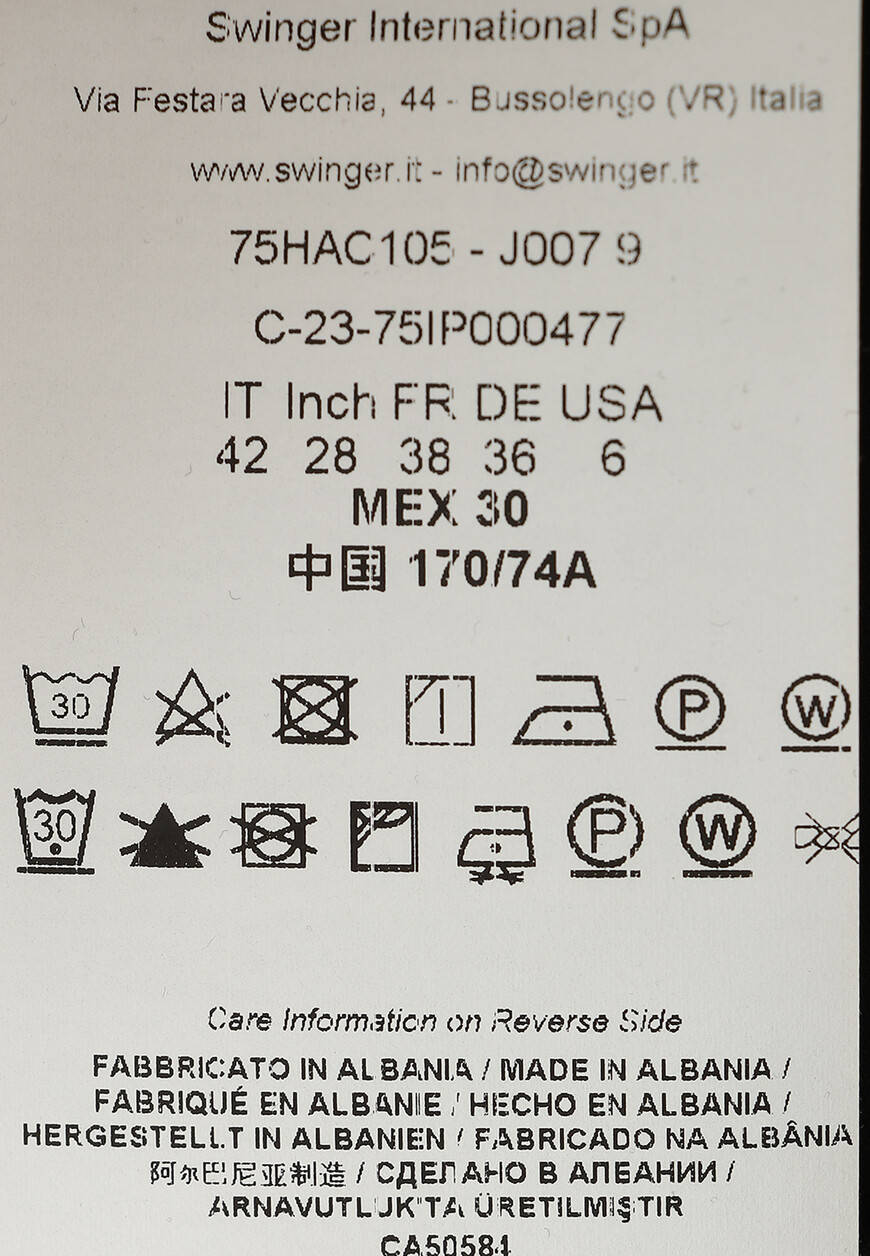 Swinger International SpA
Via Festara Vecchia, 44 - Bussolengo (VR) Italia
www.swinger.it - info@swinger.it
75HAC105 - J007 9
C-23-75IP000477
IT Inch FR DE USA
42 28 38 36 6
MEX 30
中国 170/74A
30 P W
30 P W
Care Information on Reverse Side
FABBRICATO IN ALBANIA / MADE IN ALBANIA /
FABRIQUÉ EN ALBANIE / HECHO EN ALBANIA /
HERGESTELLT IN ALBANIEN / FABRICADO NA ALBÂNIA
阿尔巴尼亚制造 / СДЕЛАНО В АЛБАНИИ /
ARNAVUTLUK'TA ÜRETILMIŞTIR
CA50584